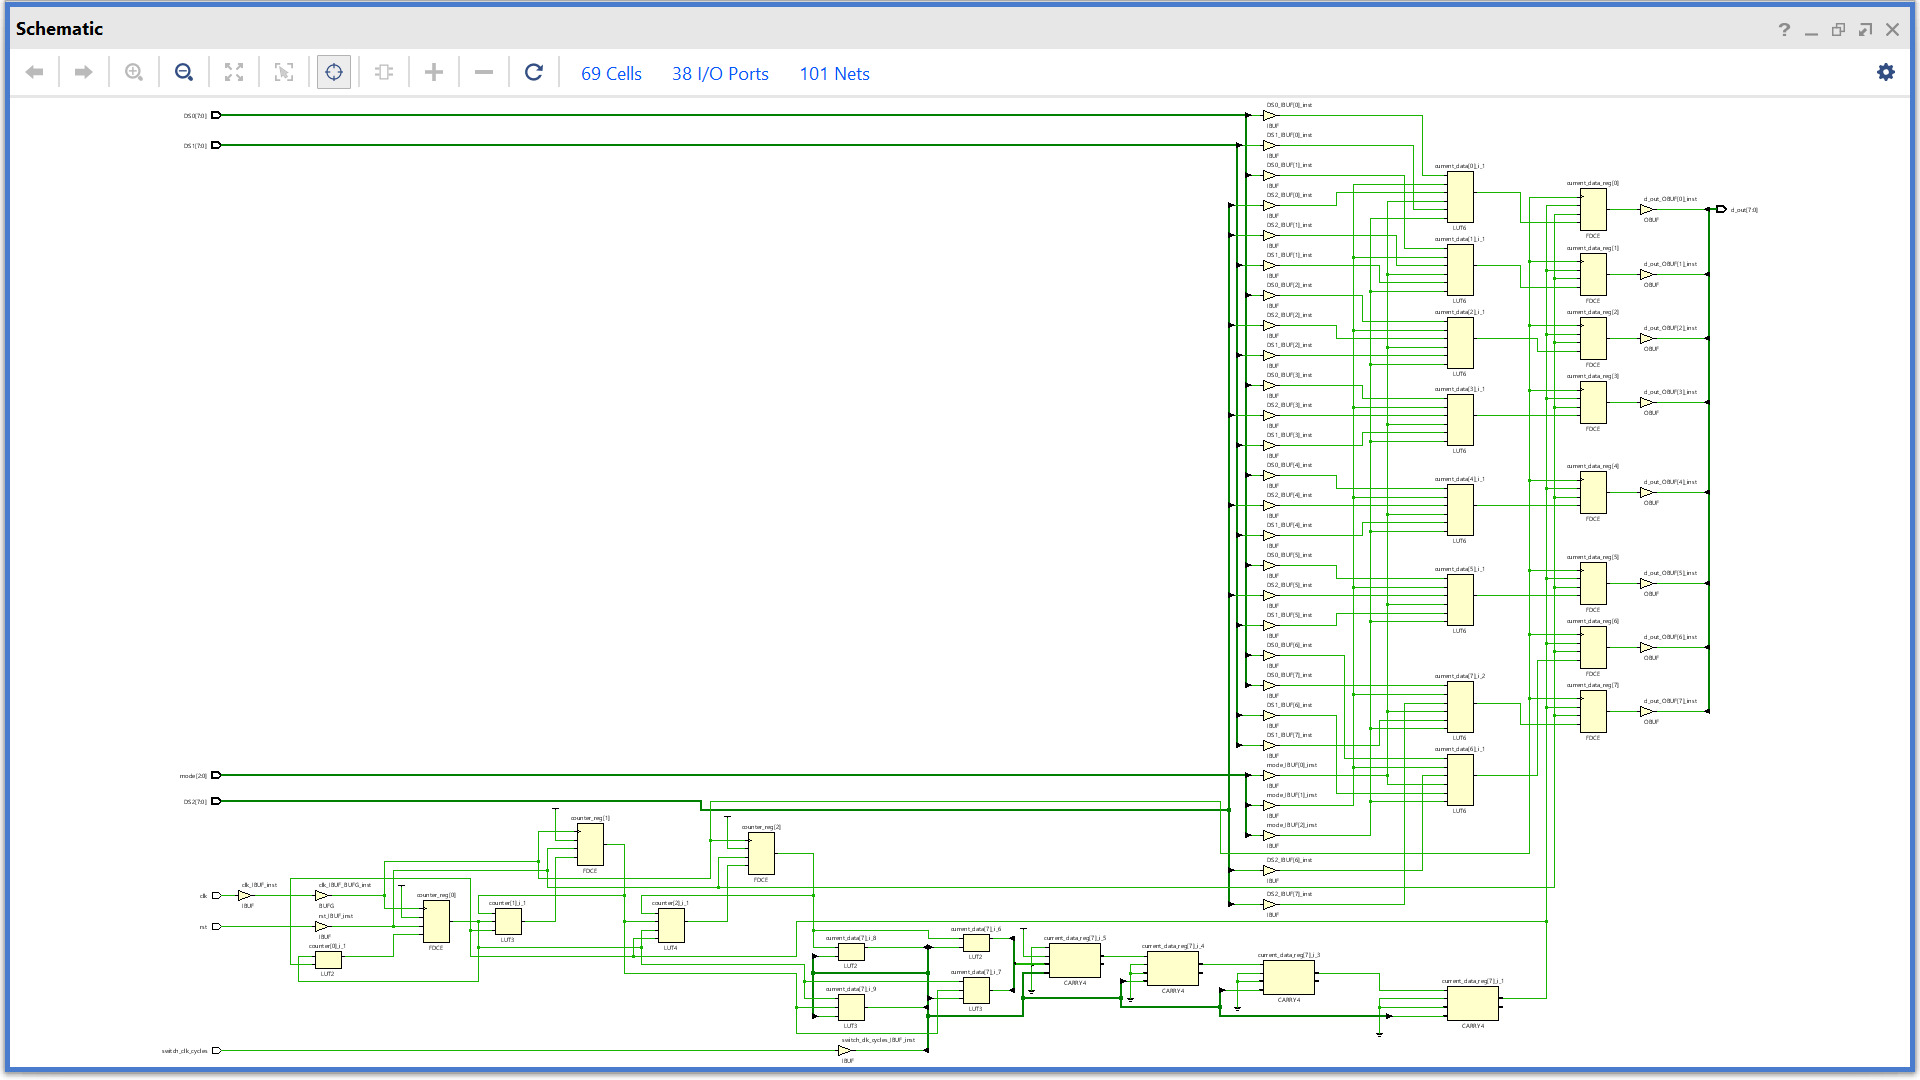 Schematic
69 Cells 38 I/O Ports 101 Nets
DS0[7:0]
DS1[7:0]
mode[2:0]
DS2[7:0]
clk
rst
switch_clk_cycles
clk_IBUF_inst
IBUF
clk_IBUF_BUFG_inst
BUFG
rst_IBUF_inst
IBUF
counter[0]_i_1
LUT2
counter_reg[0]
FDCE
counter[1]_i_1
LUT3
counter_reg[1]
FDCE
counter[2]_i_1
LUT4
counter_reg[2]
FDCE
current_data[7]_i_8
LUT2
current_data[7]_i_9
LUT3
switch_clk_cycles_IBUF_inst
IBUF
current_data[7]_i_6
LUT2
current_data[7]_i_7
LUT3
current_data_reg[7]_i_5
CARRY4
current_data_reg[7]_i_4
CARRY4
current_data_reg[7]_i_3
CARRY4
current_data_reg[7]_i_1
CARRY4
DS0_IBUF[0]_inst
IBUF
DS1_IBUF[0]_inst
IBUF
DS0_IBUF[1]_inst
IBUF
DS2_IBUF[0]_inst
IBUF
DS2_IBUF[1]_inst
IBUF
DS1_IBUF[1]_inst
IBUF
DS0_IBUF[2]_inst
IBUF
DS2_IBUF[2]_inst
IBUF
DS1_IBUF[2]_inst
IBUF
DS0_IBUF[3]_inst
IBUF
DS2_IBUF[3]_inst
IBUF
DS1_IBUF[3]_inst
IBUF
DS0_IBUF[4]_inst
IBUF
DS2_IBUF[4]_inst
IBUF
DS1_IBUF[4]_inst
IBUF
DS0_IBUF[5]_inst
IBUF
DS2_IBUF[5]_inst
IBUF
DS1_IBUF[5]_inst
IBUF
DS0_IBUF[6]_inst
IBUF
DS0_IBUF[7]_inst
IBUF
DS1_IBUF[6]_inst
IBUF
DS1_IBUF[7]_inst
IBUF
mode_IBUF[0]_inst
IBUF
mode_IBUF[1]_inst
IBUF
mode_IBUF[2]_inst
IBUF
DS2_IBUF[6]_inst
IBUF
DS2_IBUF[7]_inst
IBUF
current_data[0]_i_1
LUT6
current_data[1]_i_1
LUT6
current_data[2]_i_1
LUT6
current_data[3]_i_1
LUT6
current_data[4]_i_1
LUT6
current_data[5]_i_1
LUT6
current_data[7]_i_2
LUT6
current_data[6]_i_1
LUT6
current_data_reg[0]
FDCE
current_data_reg[1]
FDCE
current_data_reg[2]
FDCE
current_data_reg[3]
FDCE
current_data_reg[4]
FDCE
current_data_reg[5]
FDCE
current_data_reg[6]
FDCE
current_data_reg[7]
FDCE
d_out_OBUF[0]_inst
OBUF
d_out_OBUF[1]_inst
OBUF
d_out_OBUF[2]_inst
OBUF
d_out_OBUF[3]_inst
OBUF
d_out_OBUF[4]_inst
OBUF
d_out_OBUF[5]_inst
OBUF
d_out_OBUF[6]_inst
OBUF
d_out_OBUF[7]_inst
OBUF
d_out[7:0]